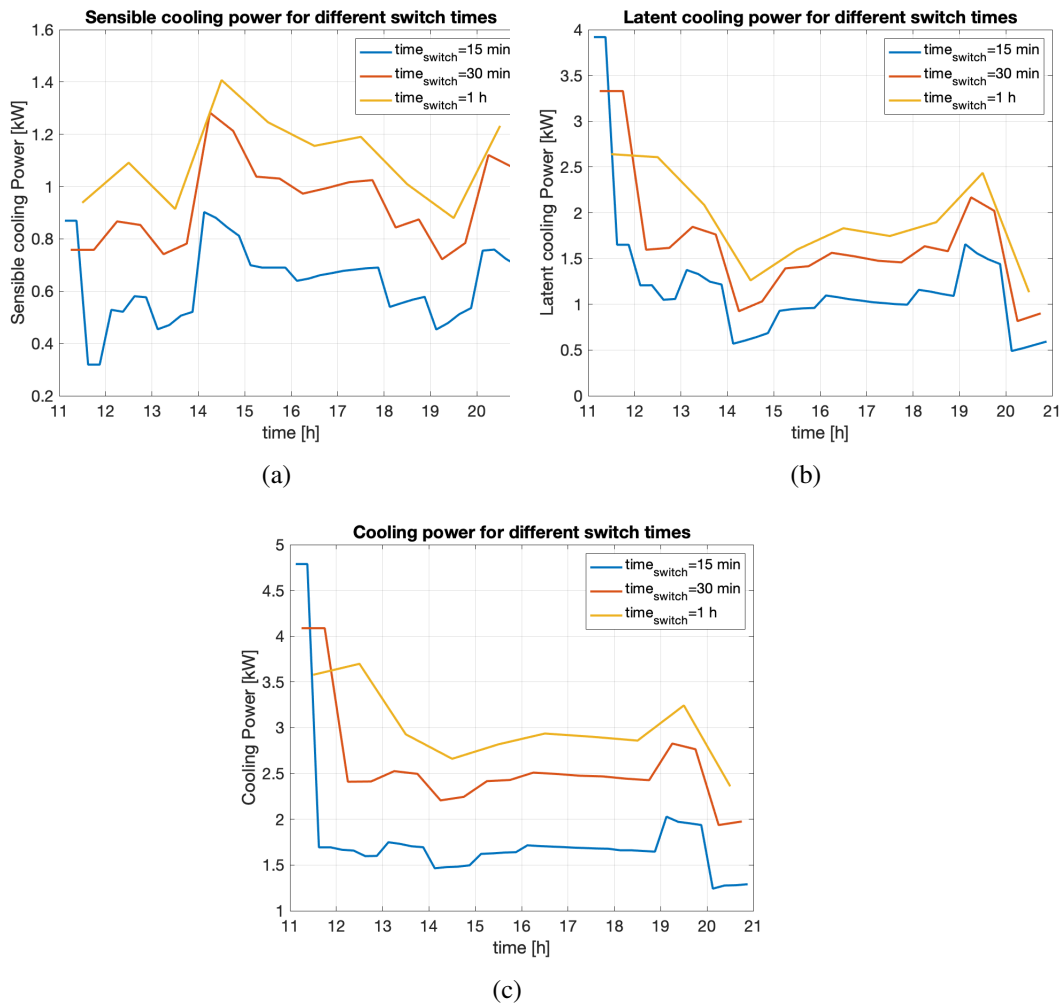 Sensible cooling power for different switch times
1.6
1.4
1.2
1
0.8
0.6
0.4
0.2
Sensible cooling Power [kW]
time_switch=15 min
time_switch=30 min
time_switch=1 h
11 12 13 14 15 16 17 18 19 20
time [h]
(a)
Latent cooling power for different switch times
4
3.5
3
2.5
2
1.5
1
0.5
0
Latent cooling Power [kW]
time_switch=15 min
time_switch=30 min
time_switch=1 h
11 12 13 14 15 16 17 18 19 20 21
time [h]
(b)
Cooling power for different switch times
5
4.5
4
3.5
3
2.5
2
1.5
1
Cooling Power [kW]
time_switch=15 min
time_switch=30 min
time_switch=1 h
11 12 13 14 15 16 17 18 19 20 21
time [h]
(c)